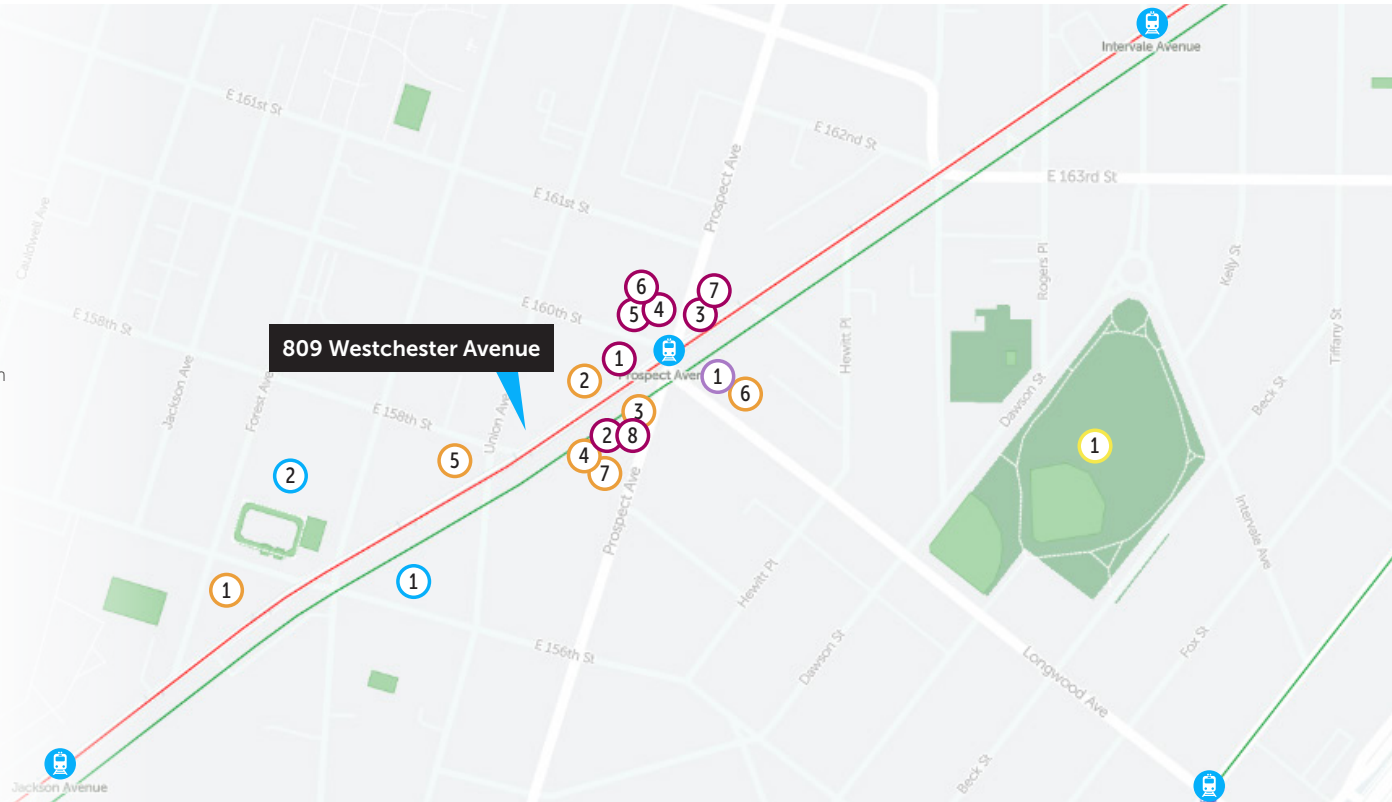 Intervale Avenue
E 161st St
E 162nd St
Prospect Ave
E 163rd St
E 161st St
Cauldwell Ave
Rogers Pl
Kelly St
6
7
5
4
3
E 160th St
E 158th St
Tiffany St
Hewitt Pl
809 Westchester Avenue
1
n
Jackson Ave
Forest Ave
2
1
6
Dawson St
Beck St
3
E 158th St
Union Ave
2
8
1
4
5
7
2
Prospect Ave
Intervale Ave
1
1
Hewitt Pl
E 156th St
Dawson St
Fox St
Longwood Ave
Beck St
Jackson Avenue